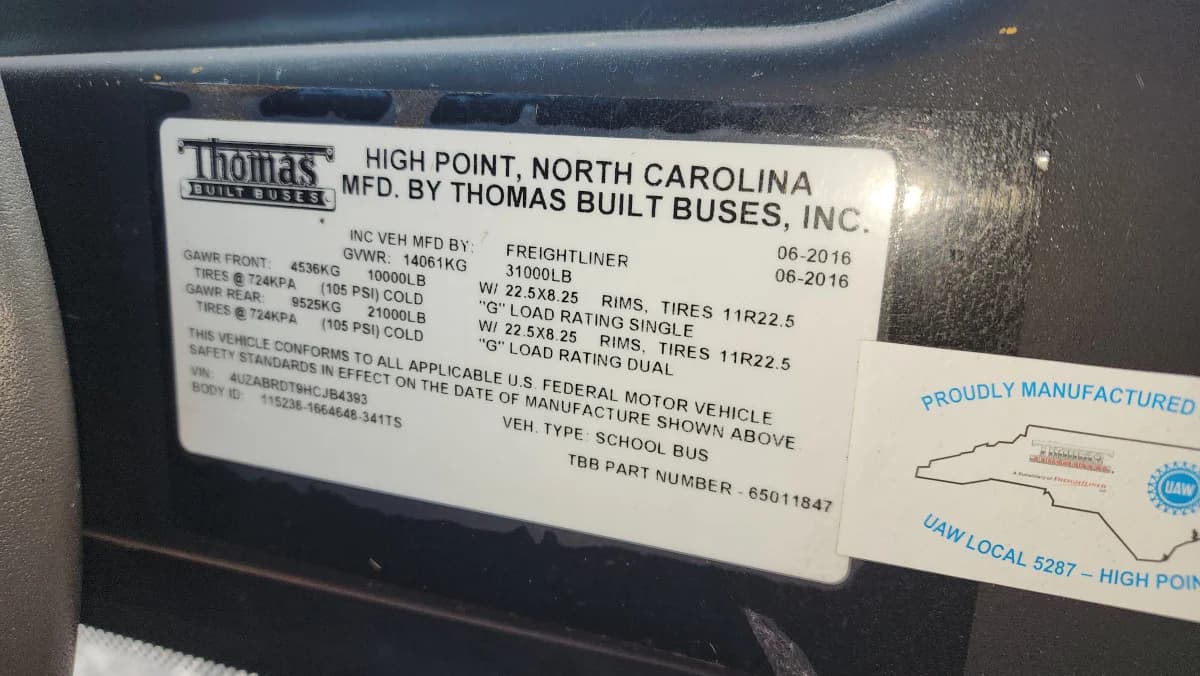 Thomas
BUILT BUSES
HIGH POINT, NORTH CAROLINA
MFD. BY THOMAS BUILT BUSES, INC.
06-2016
INC VEH MFD BY: FREIGHTLINER 06-2016
GVWR: 14061KG 31000LB
GAWR FRONT: 4536KG 10000LB W/ 22.5X8.25 RIMS, TIRES 11R22.5
TIRES @ 724KPA (105 PSI) COLD "G" LOAD RATING SINGLE
GAWR REAR: 9525KG 21000LB W/ 22.5X8.25 RIMS, TIRES 11R22.5
TIRES @ 724KPA (105 PSI) COLD "G" LOAD RATING DUAL
THIS VEHICLE CONFORMS TO ALL APPLICABLE U.S. FEDERAL MOTOR VEHICLE
SAFETY STANDARDS IN EFFECT ON THE DATE OF MANUFACTURE SHOWN ABOVE.
VIN: 4UZABRDT9HCJB4393 VEH. TYPE: SCHOOL BUS
BODY ID: 115238-1664648-341TS
TBB PART NUMBER - 65011847
PROUDLY MANUFACTURED
THOMAS
A Subsidiary of FREIGHTLINER
UAW
UAW LOCAL 5287 – HIGH POIN